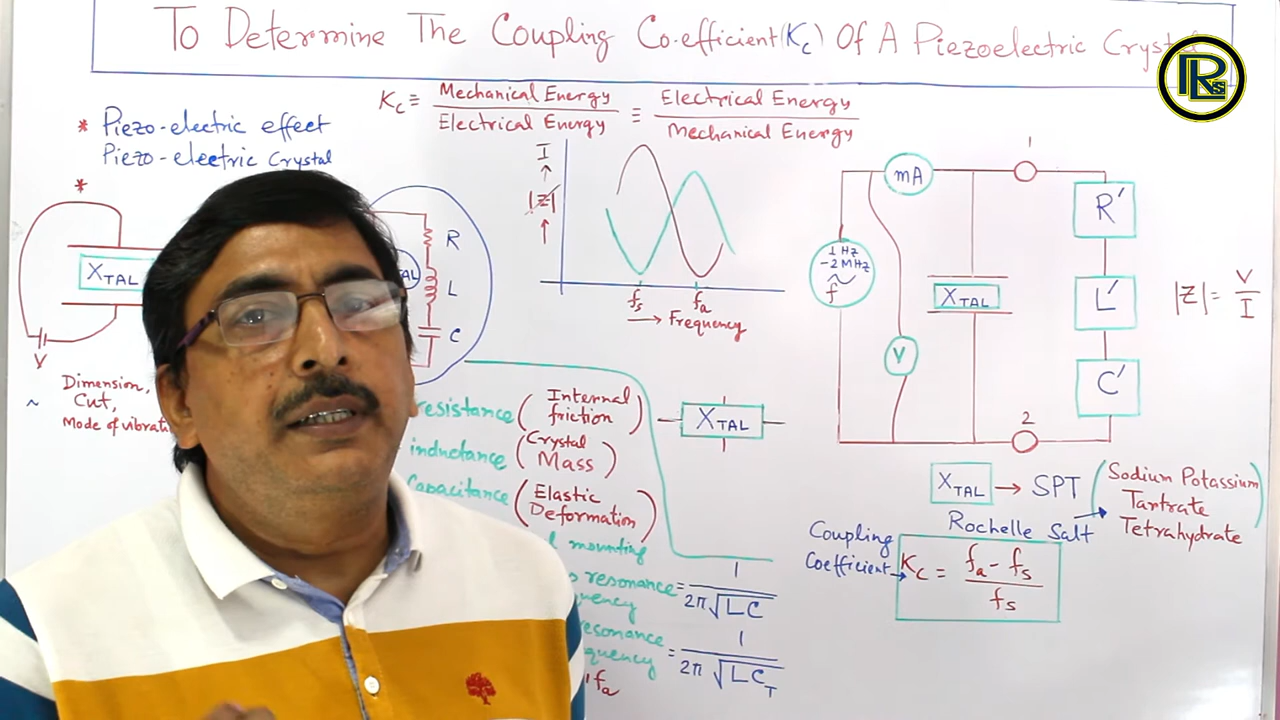 To Determine The Coupling Co-efficient (Kc) Of A Piezoelectric Crystal
RLs
Kc ≡ Mechanical Energy / Electrical Energy ≡ Electrical Energy / Mechanical Energy
* Piezo-electric effect
Piezo-electric Crystal
*
XTAL
V
~
Dimension,
Cut,
Mode of
R
L
C
I
|Z|
fs
fa
→ Frequency
mA
1 Hz
-2 MHz
~
f
V
XTAL
1
2
R′
L′
C′
|Z| = V / I
resistance (Internal friction)
inductance (Crystal Mass)
Capacitance (Elastic Deformation)
mounting
XTAL
resonance = 1 / 2π√LC
resonance = 1 / 2π√LC_T
fa
XTAL → SPT (Sodium Potassium
Tartrate
Tetrahydrate)
Rochelle Salt
Coupling
Coefficient → Kc = fa - fs / fs